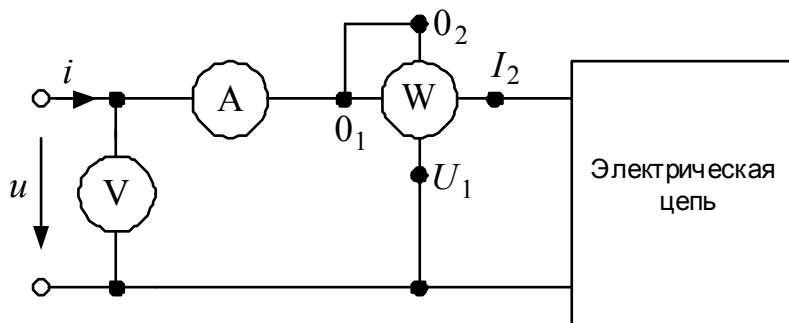 0₂
i
A
W
I₂
0₁
V
U₁
u
Электрическая
цепь